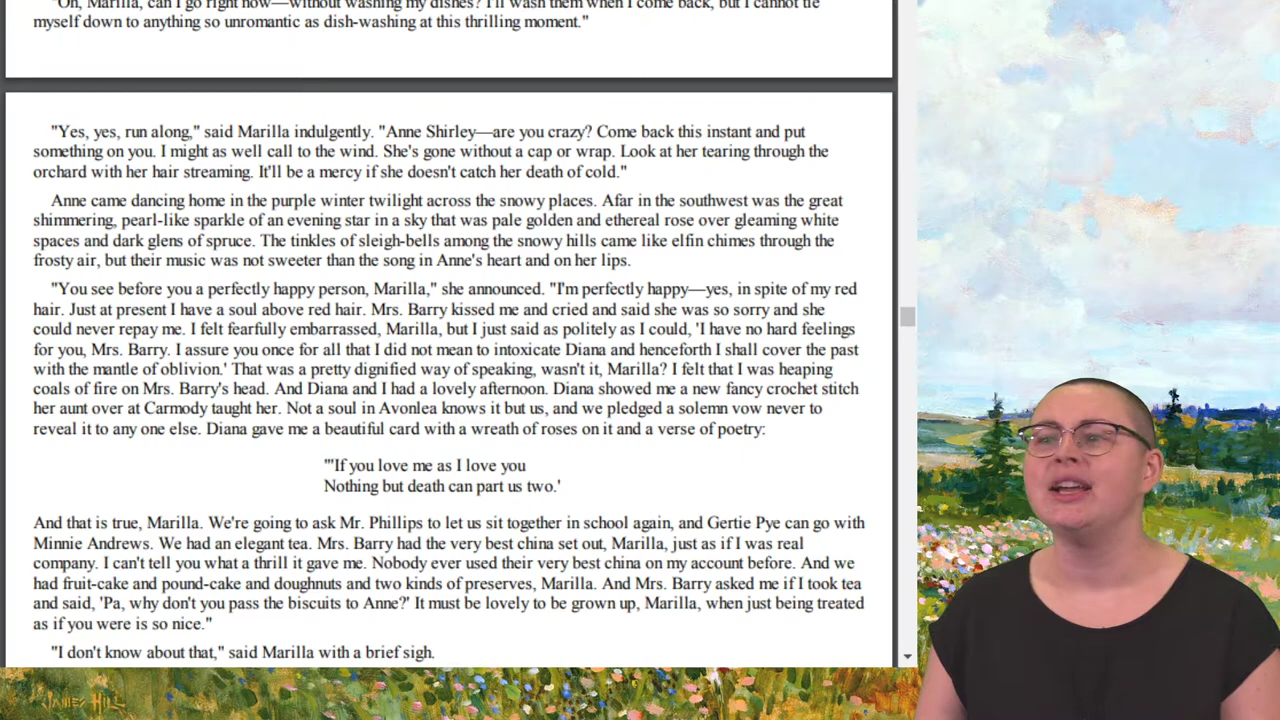 "Oh, Marilla, can I go right now—without washing my dishes? I'll wash them when I come back, but I cannot tie
myself down to anything so unromantic as dish-washing at this thrilling moment."
"Yes, yes, run along," said Marilla indulgently. "Anne Shirley—are you crazy? Come back this instant and put
something on you. I might as well call to the wind. She's gone without a cap or wrap. Look at her tearing through the
orchard with her hair streaming. It'll be a mercy if she doesn't catch her death of cold."
Anne came dancing home in the purple winter twilight across the snowy places. Afar in the southwest was the great
shimmering, pearl-like sparkle of an evening star in a sky that was pale golden and ethereal rose over gleaming white
spaces and dark glens of spruce. The tinkles of sleigh-bells among the snowy hills came like elfin chimes through the
frosty air, but their music was not sweeter than the song in Anne's heart and on her lips.
"You see before you a perfectly happy person, Marilla," she announced. "I'm perfectly happy—yes, in spite of my red
hair. Just at present I have a soul above red hair. Mrs. Barry kissed me and cried and said she was so sorry and she
could never repay me. I felt fearfully embarrassed, Marilla, but I just said as politely as I could, 'I have no hard feelings
for you, Mrs. Barry. I assure you once for all that I did not mean to intoxicate Diana and henceforth I shall cover the past
with the mantle of oblivion.' That was a pretty dignified way of speaking, wasn't it, Marilla? I felt that I was heaping
coals of fire on Mrs. Barry's head. And Diana and I had a lovely afternoon. Diana showed me a new fancy crochet stitch
her aunt over at Carmody taught her. Not a soul in Avonlea knows it but us, and we pledged a solemn vow never to
reveal it to any one else. Diana gave me a beautiful card with a wreath of roses on it and a verse of poetry:
"'If you love me as I love you
Nothing but death can part us two.'
And that is true, Marilla. We're going to ask Mr. Phillips to let us sit together in school again, and Gertie Pye can go with
Minnie Andrews. We had an elegant tea. Mrs. Barry had the very best china set out, Marilla, just as if I was real
company. I can't tell you what a thrill it gave me. Nobody ever used their very best china on my account before. And we
had fruit-cake and pound-cake and doughnuts and two kinds of preserves, Marilla. And Mrs. Barry asked me if I took tea
and said, 'Pa, why don't you pass the biscuits to Anne?' It must be lovely to be grown up, Marilla, when just being treated
as if you were is so nice."
"I don't know about that," said Marilla with a brief sigh.
JAMES HILL